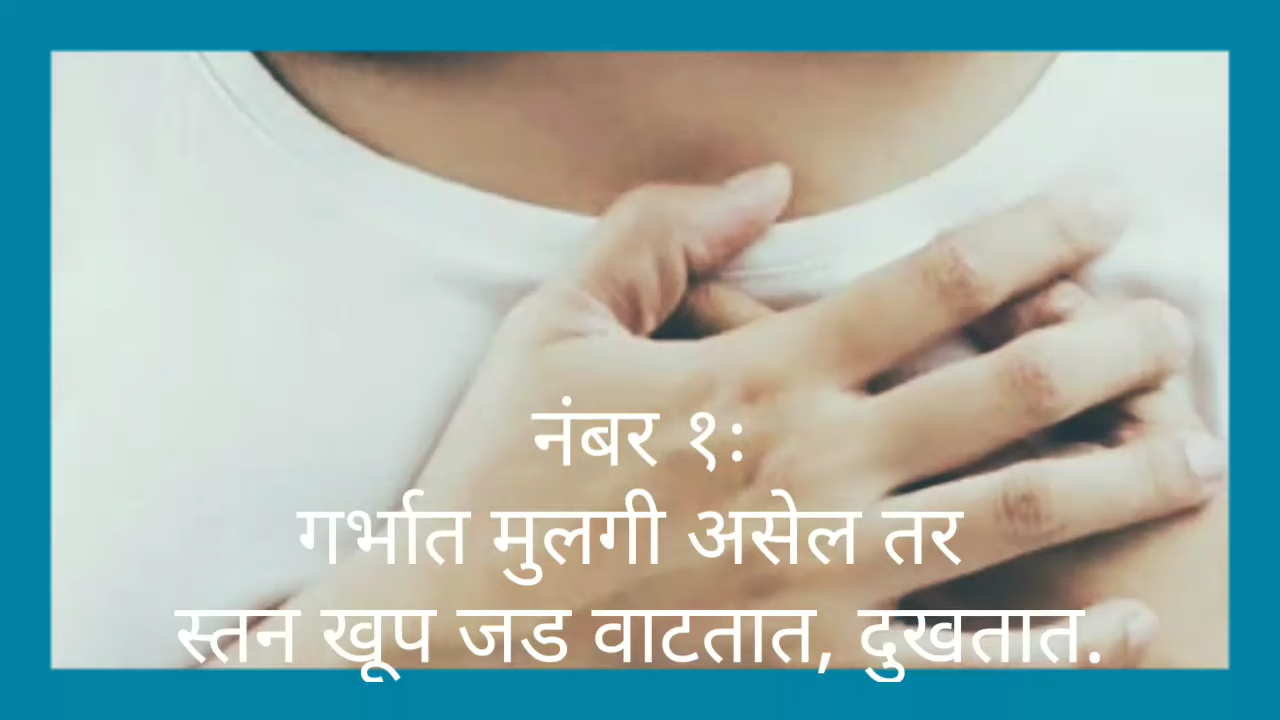 नंबर १:
गर्भात मुलगी असेल तर
स्तन खूप जड वाटतात, दुखतात.